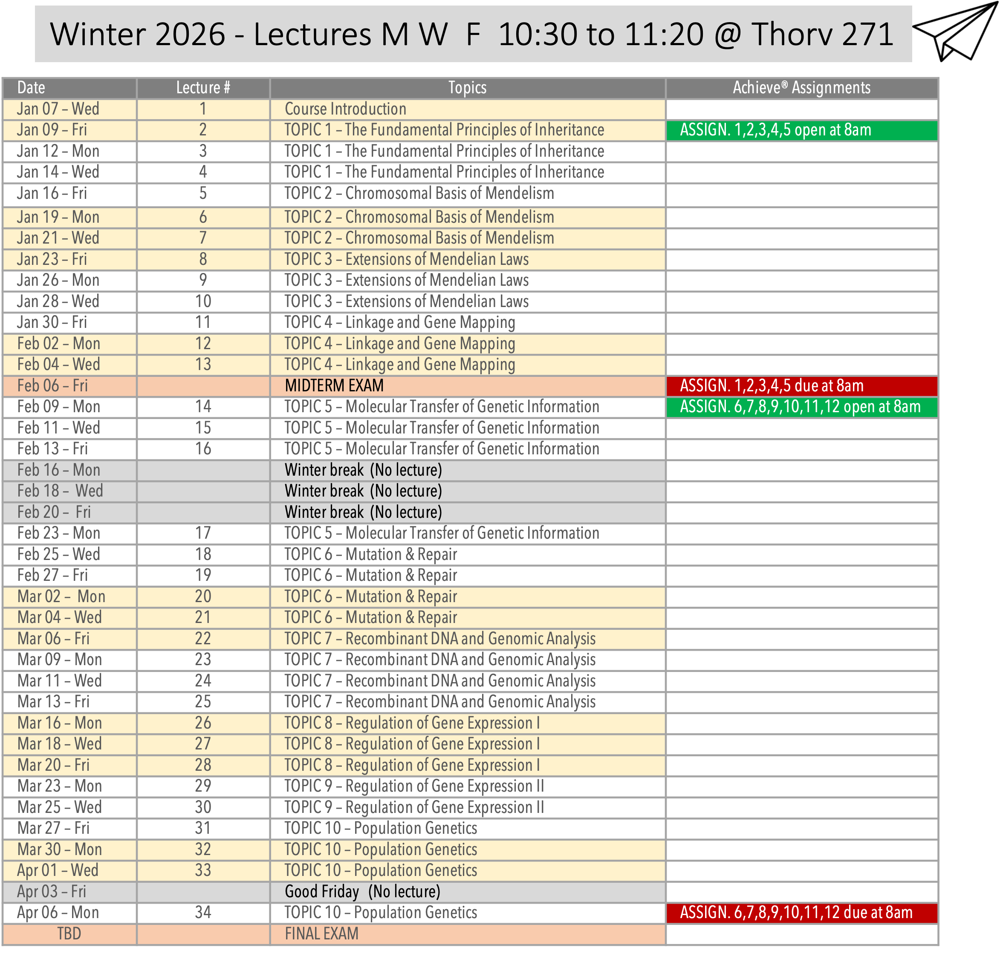 Winter 2026 - Lectures M W F 10:30 to 11:20 @ Thorv 271
Date Lecture # Topics Achieve® Assignments
Jan 07 – Wed 1 Course Introduction
Jan 09 – Fri 2 TOPIC 1 – The Fundamental Principles of Inheritance ASSIGN. 1,2,3,4,5 open at 8am
Jan 12 – Mon 3 TOPIC 1 – The Fundamental Principles of Inheritance
Jan 14 – Wed 4 TOPIC 1 – The Fundamental Principles of Inheritance
Jan 16 – Fri 5 TOPIC 2 – Chromosomal Basis of Mendelism
Jan 19 – Mon 6 TOPIC 2 – Chromosomal Basis of Mendelism
Jan 21 – Wed 7 TOPIC 2 – Chromosomal Basis of Mendelism
Jan 23 – Fri 8 TOPIC 3 – Extensions of Mendelian Laws
Jan 26 – Mon 9 TOPIC 3 – Extensions of Mendelian Laws
Jan 28 – Wed 10 TOPIC 3 – Extensions of Mendelian Laws
Jan 30 – Fri 11 TOPIC 4 – Linkage and Gene Mapping
Feb 02 – Mon 12 TOPIC 4 – Linkage and Gene Mapping
Feb 04 – Wed 13 TOPIC 4 – Linkage and Gene Mapping
Feb 06 – Fri MIDTERM EXAM ASSIGN. 1,2,3,4,5 due at 8am
Feb 09 – Mon 14 TOPIC 5 – Molecular Transfer of Genetic Information ASSIGN. 6,7,8,9,10,11,12 open at 8am
Feb 11 – Wed 15 TOPIC 5 – Molecular Transfer of Genetic Information
Feb 13 – Fri 16 TOPIC 5 – Molecular Transfer of Genetic Information
Feb 16 – Mon Winter break (No lecture)
Feb 18 – Wed Winter break (No lecture)
Feb 20 – Fri Winter break (No lecture)
Feb 23 – Mon 17 TOPIC 5 – Molecular Transfer of Genetic Information
Feb 25 – Wed 18 TOPIC 6 – Mutation & Repair
Feb 27 – Fri 19 TOPIC 6 – Mutation & Repair
Mar 02 – Mon 20 TOPIC 6 – Mutation & Repair
Mar 04 – Wed 21 TOPIC 6 – Mutation & Repair
Mar 06 – Fri 22 TOPIC 7 – Recombinant DNA and Genomic Analysis
Mar 09 – Mon 23 TOPIC 7 – Recombinant DNA and Genomic Analysis
Mar 11 – Wed 24 TOPIC 7 – Recombinant DNA and Genomic Analysis
Mar 13 – Fri 25 TOPIC 7 – Recombinant DNA and Genomic Analysis
Mar 16 – Mon 26 TOPIC 8 – Regulation of Gene Expression I
Mar 18 – Wed 27 TOPIC 8 – Regulation of Gene Expression I
Mar 20 – Fri 28 TOPIC 8 – Regulation of Gene Expression I
Mar 23 – Mon 29 TOPIC 9 – Regulation of Gene Expression II
Mar 25 – Wed 30 TOPIC 9 – Regulation of Gene Expression II
Mar 27 – Fri 31 TOPIC 10 – Population Genetics
Mar 30 – Mon 32 TOPIC 10 – Population Genetics
Apr 01 – Wed 33 TOPIC 10 – Population Genetics
Apr 03 – Fri Good Friday (No lecture)
Apr 06 – Mon 34 TOPIC 10 – Population Genetics ASSIGN. 6,7,8,9,10,11,12 due at 8am
TBD FINAL EXAM